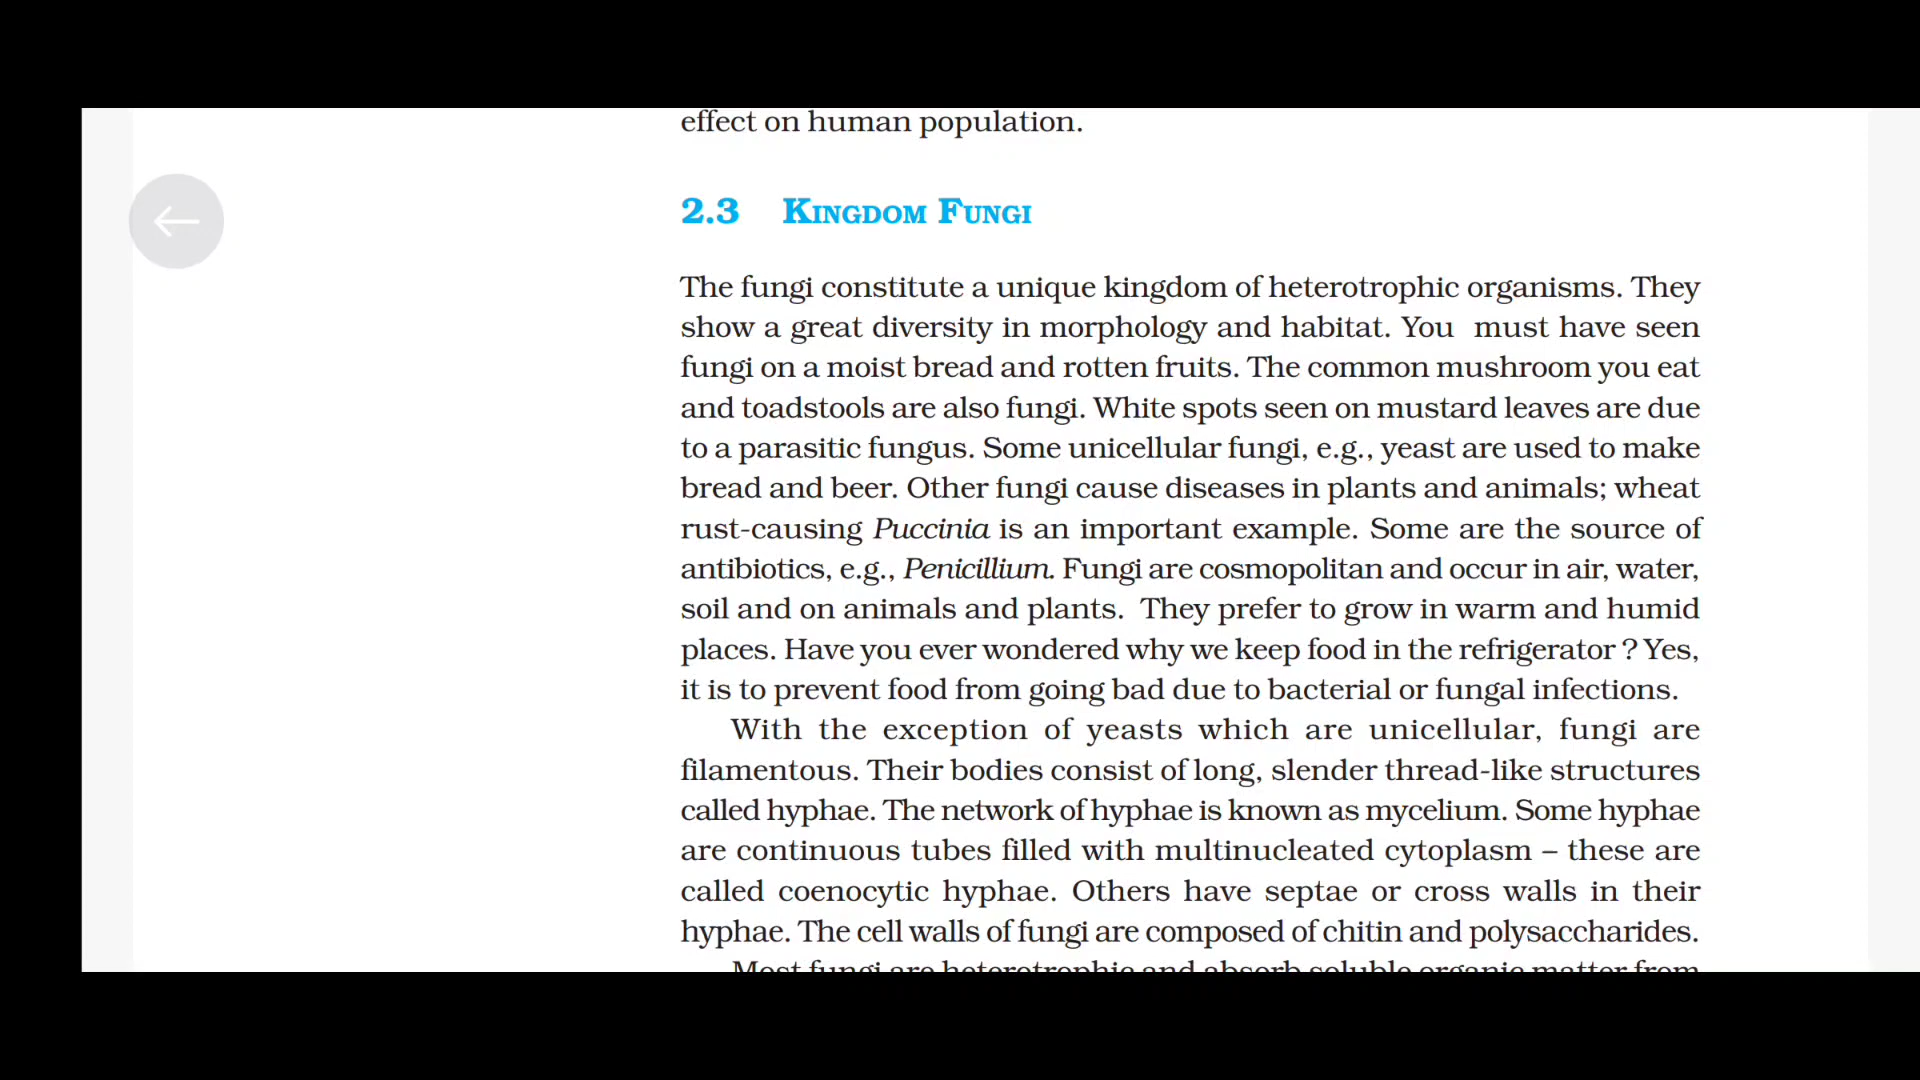 effect on human population.
2.3 KINGDOM FUNGI
The fungi constitute a unique kingdom of heterotrophic organisms. They
show a great diversity in morphology and habitat. You must have seen
fungi on a moist bread and rotten fruits. The common mushroom you eat
and toadstools are also fungi. White spots seen on mustard leaves are due
to a parasitic fungus. Some unicellular fungi, e.g., yeast are used to make
bread and beer. Other fungi cause diseases in plants and animals; wheat
rust-causing Puccinia is an important example. Some are the source of
antibiotics, e.g., Penicillium. Fungi are cosmopolitan and occur in air, water,
soil and on animals and plants. They prefer to grow in warm and humid
places. Have you ever wondered why we keep food in the refrigerator ? Yes,
it is to prevent food from going bad due to bacterial or fungal infections.
With the exception of yeasts which are unicellular, fungi are
filamentous. Their bodies consist of long, slender thread-like structures
called hyphae. The network of hyphae is known as mycelium. Some hyphae
are continuous tubes filled with multinucleated cytoplasm – these are
called coenocytic hyphae. Others have septae or cross walls in their
hyphae. The cell walls of fungi are composed of chitin and polysaccharides.
Most fungi are heterotrophic and absorb soluble organic matter from